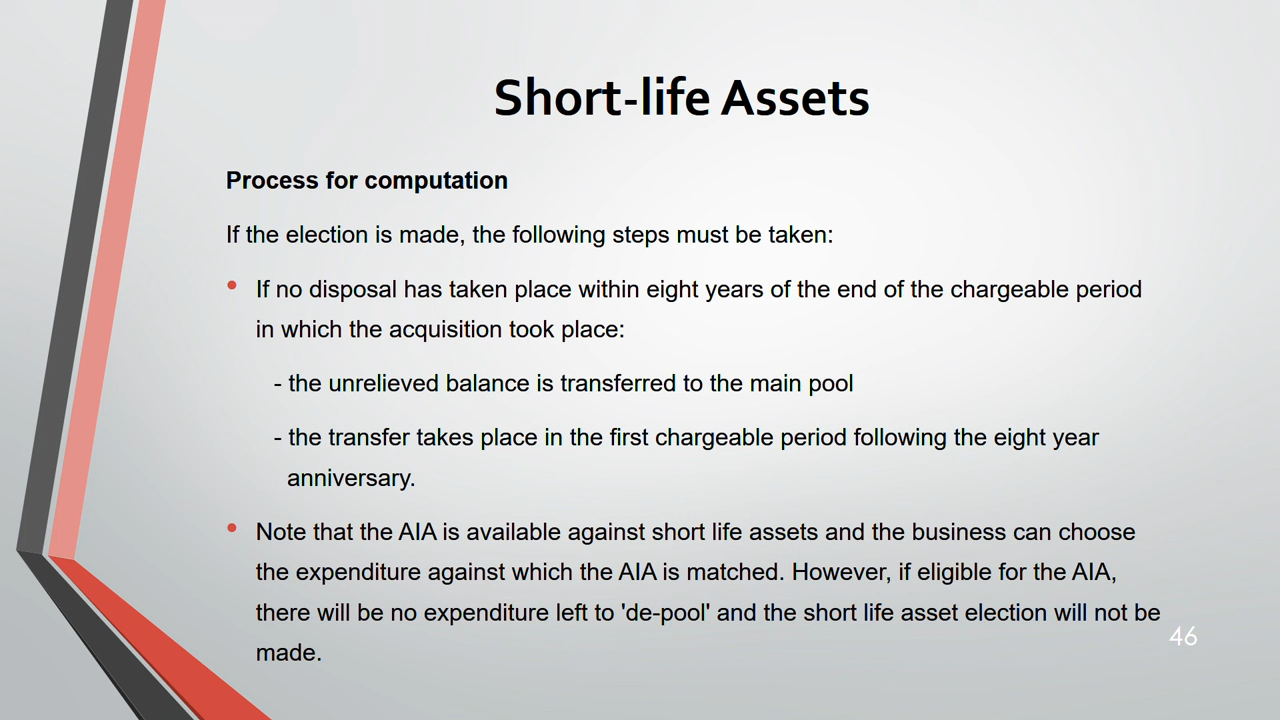 Short-life Assets
Process for computation
If the election is made, the following steps must be taken:
• If no disposal has taken place within eight years of the end of the chargeable period
in which the acquisition took place:
- the unrelieved balance is transferred to the main pool
- the transfer takes place in the first chargeable period following the eight year
anniversary.
• Note that the AIA is available against short life assets and the business can choose
the expenditure against which the AIA is matched. However, if eligible for the AIA,
there will be no expenditure left to 'de-pool' and the short life asset election will not be
made.
46